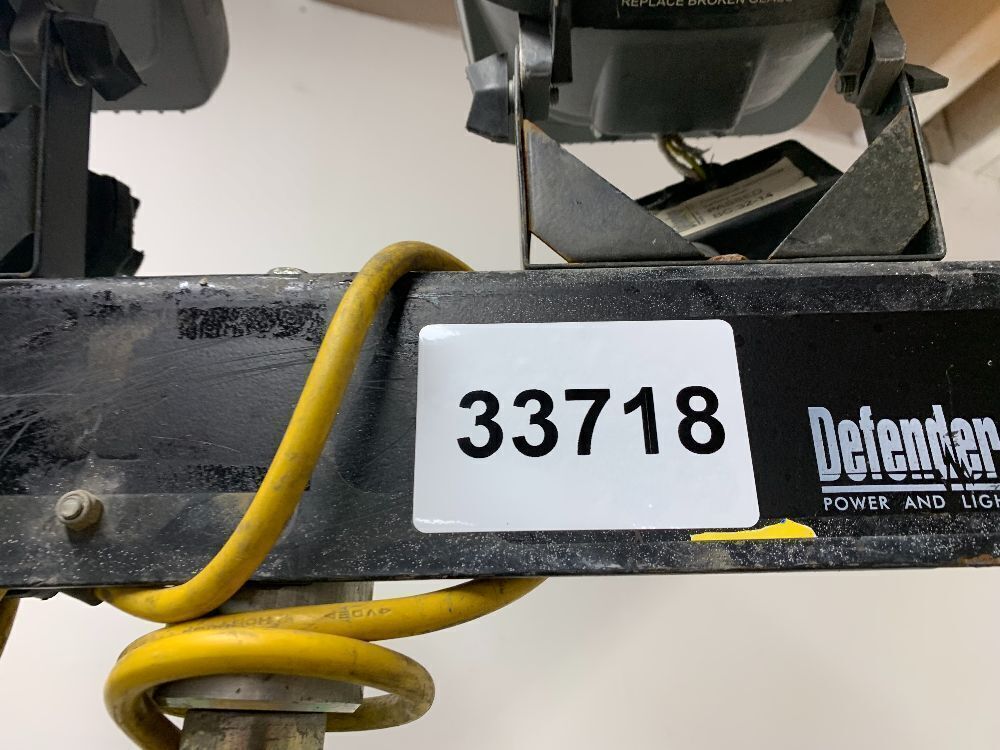 REPLACE BROKEN GLASS
33718
Defender
POWER AND LIGH